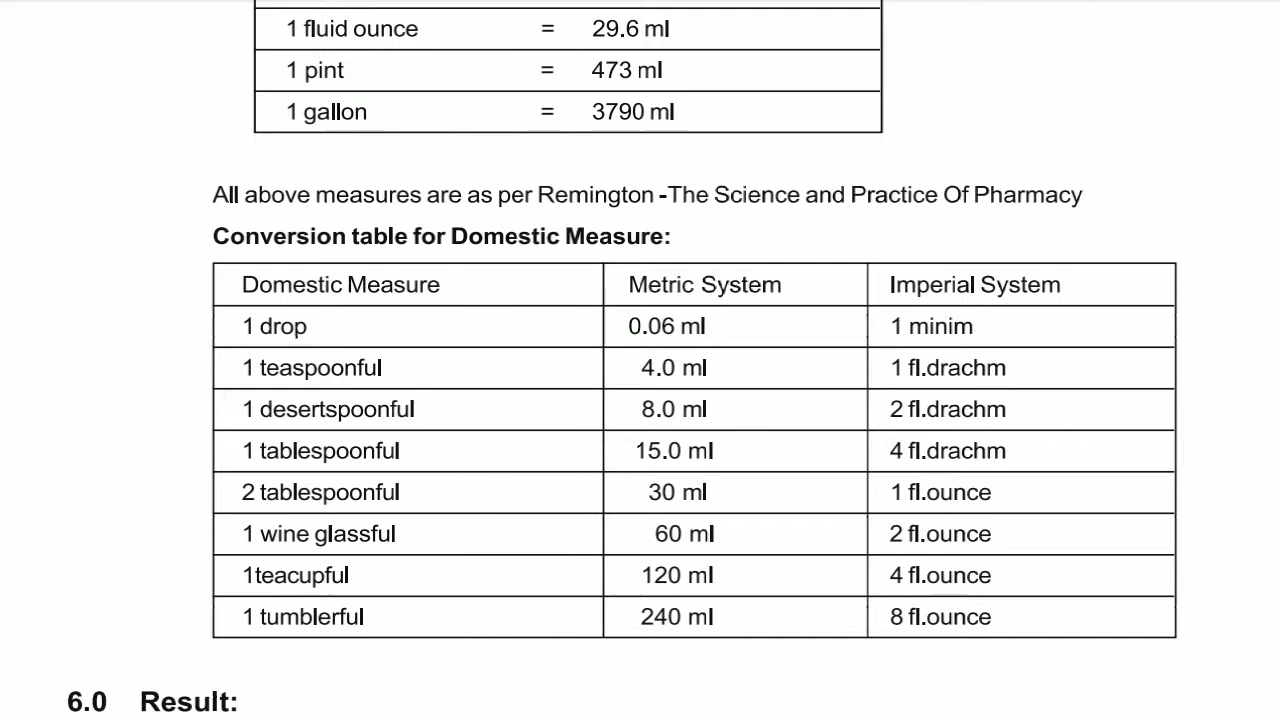 1 fluid ounce = 29.6 ml
1 pint = 473 ml
1 gallon = 3790 ml
All above measures are as per Remington -The Science and Practice Of Pharmacy
Conversion table for Domestic Measure:
Domestic Measure Metric System Imperial System
1 drop 0.06 ml 1 minim
1 teaspoonful 4.0 ml 1 fl.drachm
1 desertspoonful 8.0 ml 2 fl.drachm
1 tablespoonful 15.0 ml 4 fl.drachm
2 tablespoonful 30 ml 1 fl.ounce
1 wine glassful 60 ml 2 fl.ounce
1teacupful 120 ml 4 fl.ounce
1 tumblerful 240 ml 8 fl.ounce
6.0 Result: